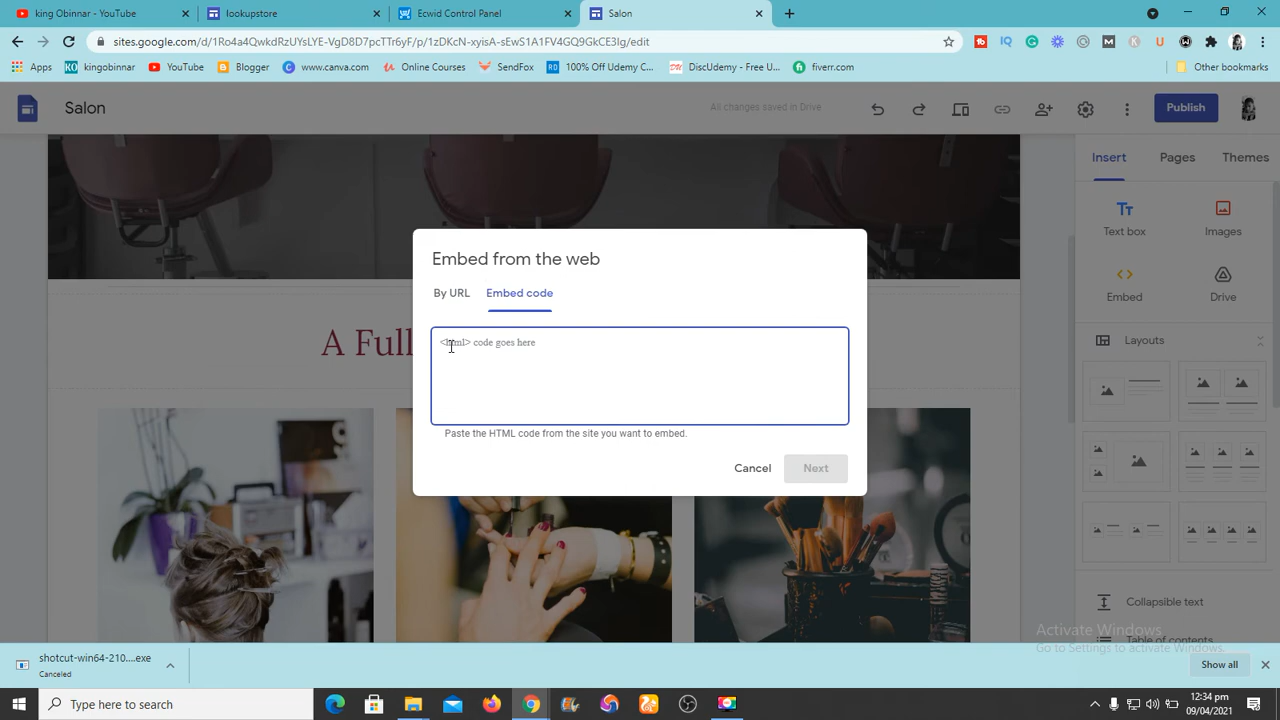 king Obinnar - YouTube
lookupstore
Ecwid Control Panel
Salon
sites.google.com/d/1Ro4a4QwkdRzUYsLYE-VgD8D7pcTTr6yF/p/1zDKcN-xyisA-sEwS1A1FV4GQ9GkCE3Ig/edit
Apps
kingobinnar
YouTube
Blogger
www.canva.com
Online Courses
SendFox
100% Off Udemy C...
DiscUdemy - Free U...
fiverr.com
Other bookmarks
Salon
All changes saved in Drive
Publish
Insert
Pages
Themes
Text box
Images
Embed
Drive
Layouts
Collapsible text
Table of contents
A Full
Embed from the web
By URL
Embed code
<html> code goes here
Paste the HTML code from the site you want to embed.
Cancel
Next
Activate Windows
Go to Settings to activate Windows.
shotcut-win64-210....exe
Canceled
Show all
Type here to search
12:34 pm
09/04/2021